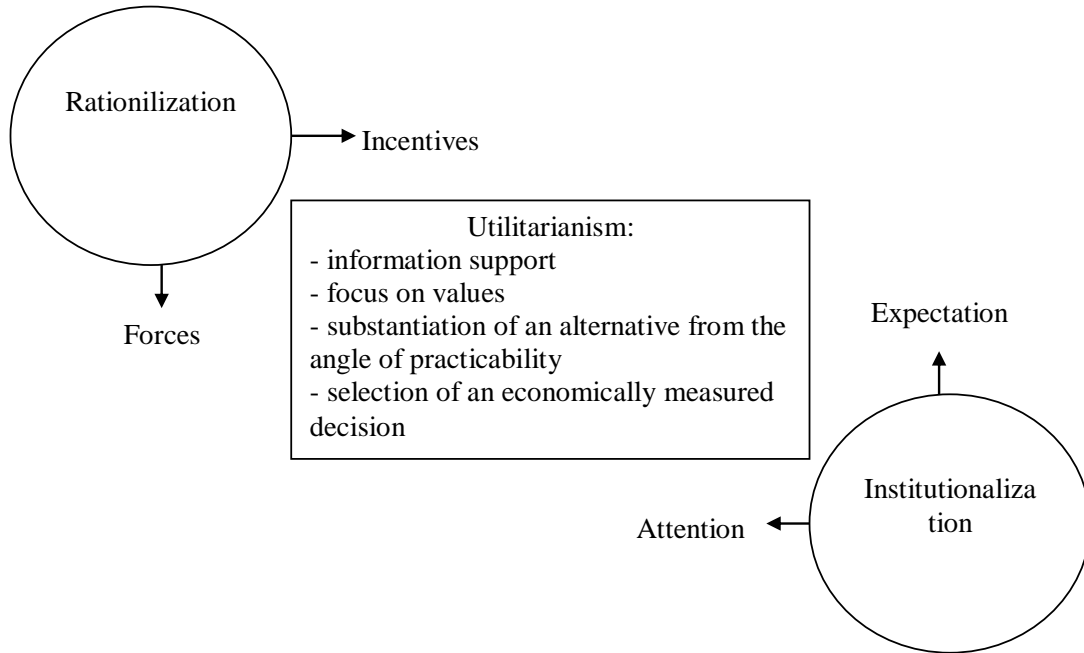 Rationilization
Incentives
Forces
Utilitarianism:
- information support
- focus on values
- substantiation of an alternative from the
angle of practicability
- selection of an economically measured
decision
Expectation
Institutionaliza
tion
Attention